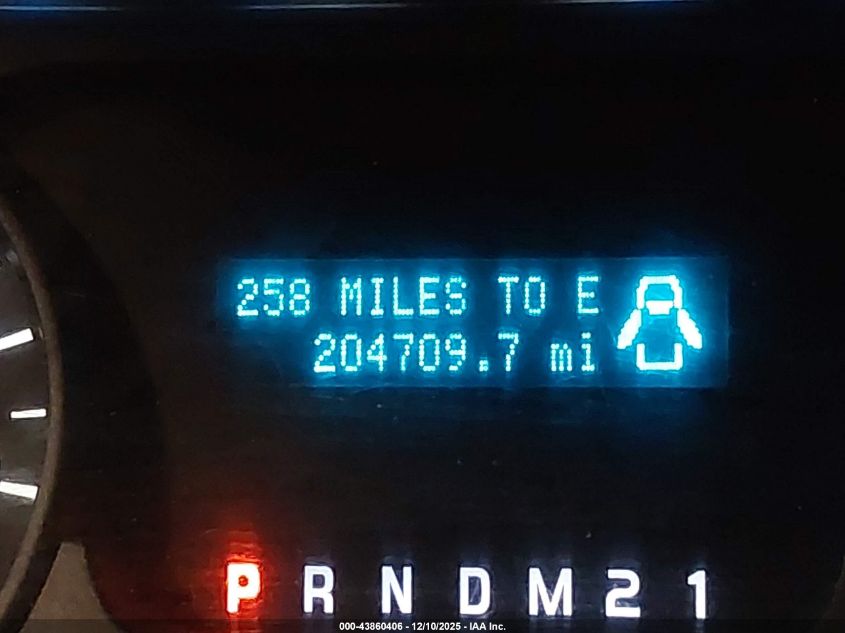 258 MILES TO E
204709.7 mi
P R N D M 2 1
000-43860406 - 12/10/2025 - IAA Inc.